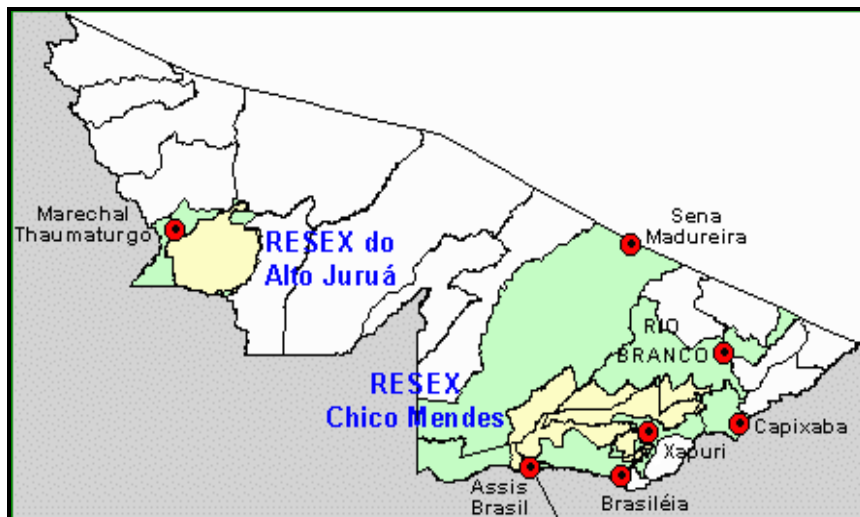 Marechal
Thaumaturgo
RESEX do
Alto Juruá
Sena
Madureira
RIO
BRANCO
RESEX
Chico Mendes
Capixaba
Xapuri
Assis
Brasil
Brasiléia